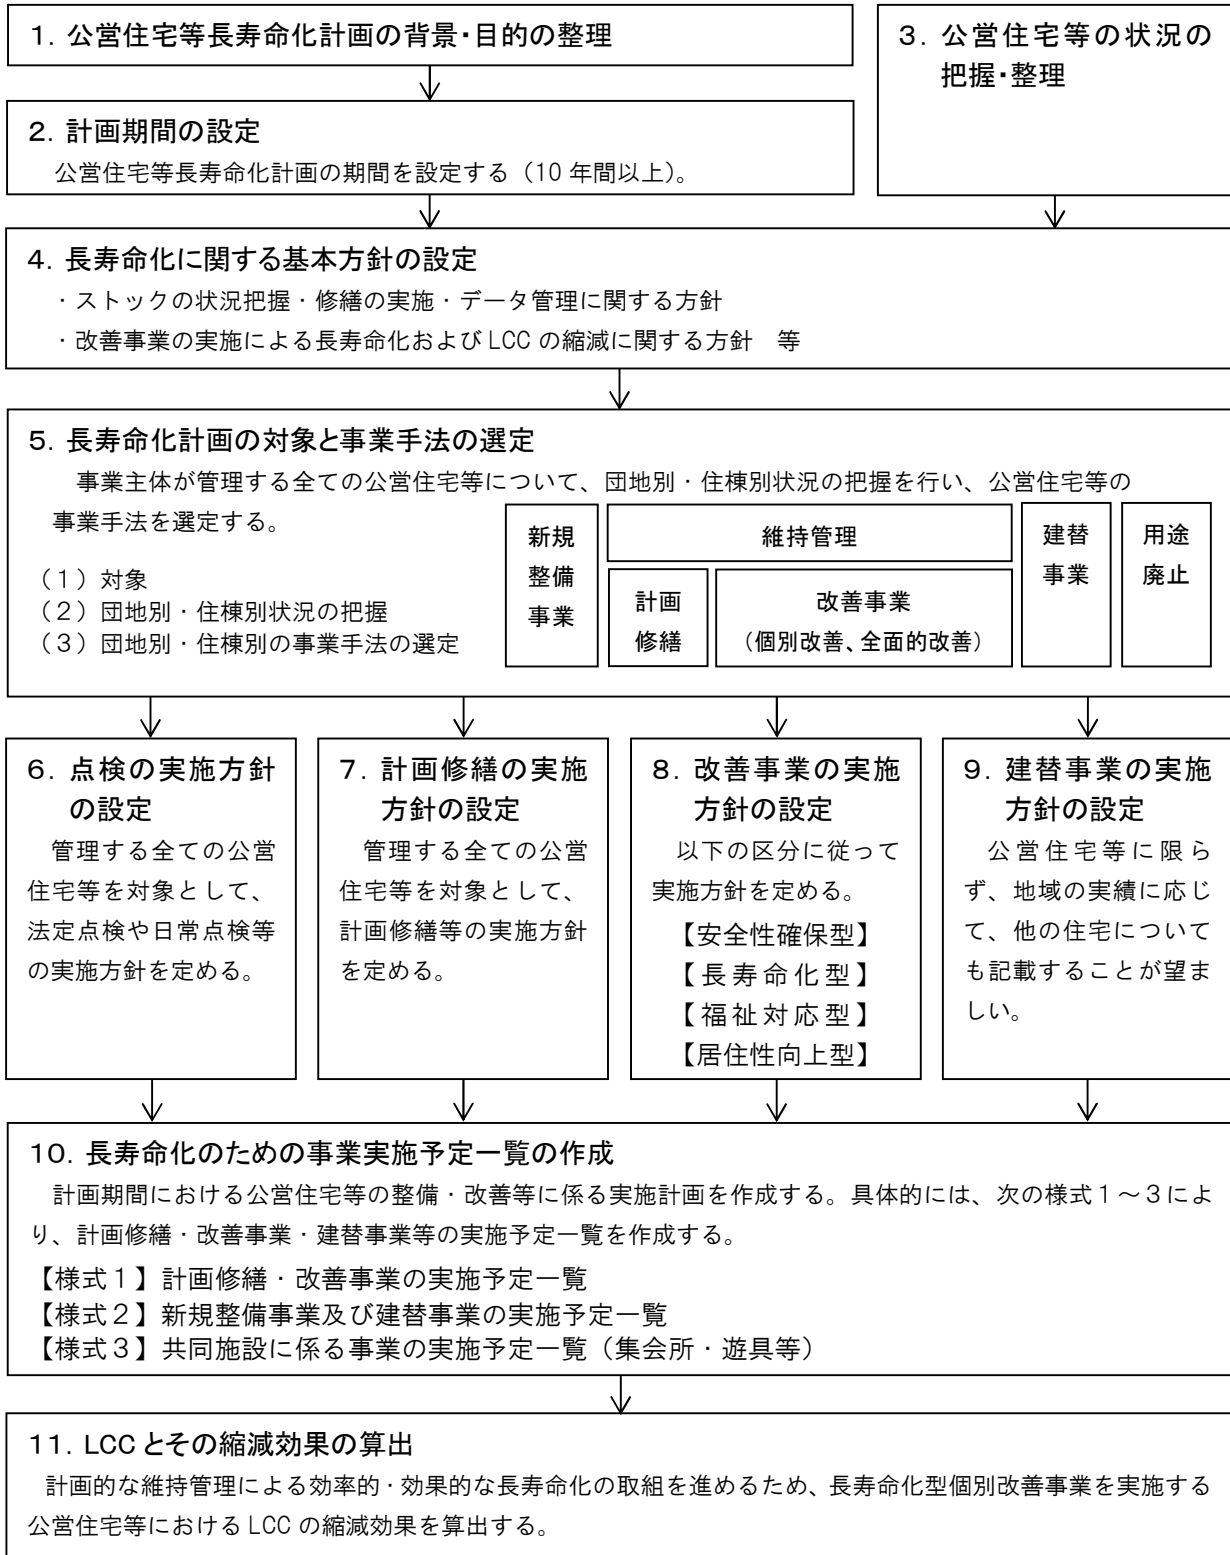 1．公営住宅等長寿命化計画の背景・目的の整理
3．公営住宅等の状況の
把握・整理
2．計画期間の設定
公営住宅等長寿命化計画の期間を設定する（10 年間以上）。
4．長寿命化に関する基本方針の設定
・ストックの状況把握・修繕の実施・データ管理に関する方針
・改善事業の実施による長寿命化および LCC の縮減に関する方針　等
5．長寿命化計画の対象と事業手法の選定
事業主体が管理する全ての公営住宅等について、団地別・住棟別状況の把握を行い、公営住宅等の
事業手法を選定する。
（１）対象
（２）団地別・住棟別状況の把握
（３）団地別・住棟別の事業手法の選定
新規
整備
事業
維持管理
計画
修繕
改善事業
（個別改善、全面的改善）
建替
事業
用途
廃止
6．点検の実施方針
の設定
管理する全ての公営
住宅等を対象として、
法定点検や日常点検等
の実施方針を定める。
7．計画修繕の実施
方針の設定
管理する全ての公営
住宅等を対象として、
計画修繕等の実施方針
を定める。
8．改善事業の実施
方針の設定
以下の区分に従って
実施方針を定める。
【安全性確保型】
【長寿命化型】
【福祉対応型】
【居住性向上型】
9．建替事業の実施
方針の設定
公営住宅等に限ら
ず、地域の実績に応じ
て、他の住宅について
も記載することが望ま
しい。
10．長寿命化のための事業実施予定一覧の作成
計画期間における公営住宅等の整備・改善等に係る実施計画を作成する。具体的には、次の様式１～３によ
り、計画修繕・改善事業・建替事業等の実施予定一覧を作成する。
【様式１】計画修繕・改善事業の実施予定一覧
【様式２】新規整備事業及び建替事業の実施予定一覧
【様式３】共同施設に係る事業の実施予定一覧（集会所・遊具等）
11．LCC とその縮減効果の算出
計画的な維持管理による効率的・効果的な長寿命化の取組を進めるため、長寿命化型個別改善事業を実施する
公営住宅等における LCC の縮減効果を算出する。